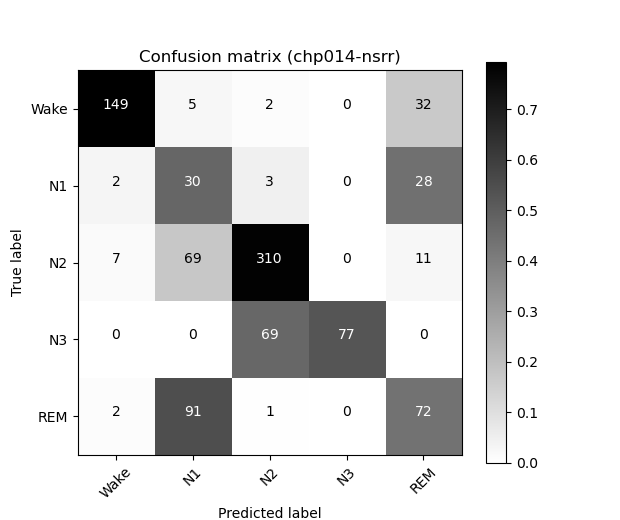 Confusion matrix (chp014-nsrr)
Wake 149 5 2 0 32
N1 2 30 3 0 28
N2 7 69 310 0 11
N3 0 0 69 77 0
REM 2 91 1 0 72
Wake N1 N2 N3 REM
True label
Predicted label
0.7
0.6
0.5
0.4
0.3
0.2
0.1
0.0